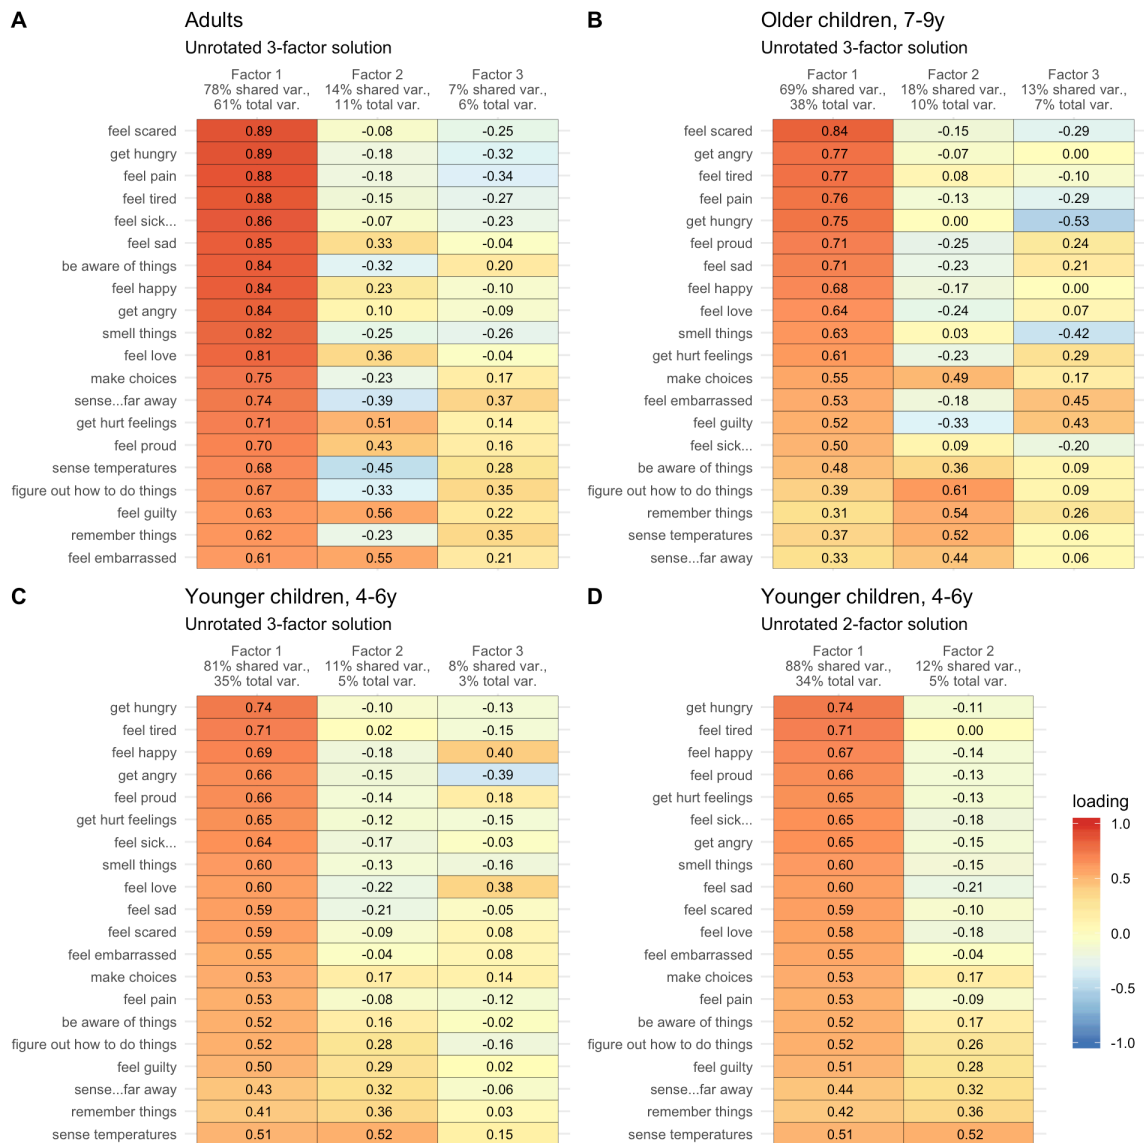 A
Adults
Unrotated 3-factor solution
Factor 1 Factor 2 Factor 3
78% shared var., 14% shared var., 7% shared var.,
61% total var. 11% total var. 6% total var.
feel scared 0.89 -0.08 -0.25
get hungry 0.89 -0.18 -0.32
feel pain 0.88 -0.18 -0.34
feel tired 0.88 -0.15 -0.27
feel sick... 0.86 -0.07 -0.23
feel sad 0.85 0.33 -0.04
be aware of things 0.84 -0.32 0.20
feel happy 0.84 0.23 -0.10
get angry 0.84 0.10 -0.09
smell things 0.82 -0.25 -0.26
feel love 0.81 0.36 -0.04
make choices 0.75 -0.23 0.17
sense...far away 0.74 -0.39 0.37
get hurt feelings 0.71 0.51 0.14
feel proud 0.70 0.43 0.16
sense temperatures 0.68 -0.45 0.28
figure out how to do things 0.67 -0.33 0.35
feel guilty 0.63 0.56 0.22
remember things 0.62 -0.23 0.35
feel embarrassed 0.61 0.55 0.21
B
Older children, 7-9y
Unrotated 3-factor solution
Factor 1 Factor 2 Factor 3
69% shared var., 18% shared var., 13% shared var.,
38% total var. 10% total var. 7% total var.
feel scared 0.84 -0.15 -0.29
get angry 0.77 -0.07 0.00
feel tired 0.77 0.08 -0.10
feel pain 0.76 -0.13 -0.29
get hungry 0.75 0.00 -0.53
feel proud 0.71 -0.25 0.24
feel sad 0.71 -0.23 0.21
feel happy 0.68 -0.17 0.00
feel love 0.64 -0.24 0.07
smell things 0.63 0.03 -0.42
get hurt feelings 0.61 -0.23 0.29
make choices 0.55 0.49 0.17
feel embarrassed 0.53 -0.18 0.45
feel guilty 0.52 -0.33 0.43
feel sick... 0.50 0.09 -0.20
be aware of things 0.48 0.36 0.09
figure out how to do things 0.39 0.61 0.09
remember things 0.31 0.54 0.26
sense temperatures 0.37 0.52 0.06
sense...far away 0.33 0.44 0.06
C
Younger children, 4-6y
Unrotated 3-factor solution
Factor 1 Factor 2 Factor 3
81% shared var., 11% shared var., 8% shared var.,
35% total var. 5% total var. 3% total var.
get hungry 0.74 -0.10 -0.13
feel tired 0.71 0.02 -0.15
feel happy 0.69 -0.18 0.40
get angry 0.66 -0.15 -0.39
feel proud 0.66 -0.14 0.18
get hurt feelings 0.65 -0.12 -0.15
feel sick... 0.64 -0.17 -0.03
smell things 0.60 -0.13 -0.16
feel love 0.60 -0.22 0.38
feel sad 0.59 -0.21 -0.05
feel scared 0.59 -0.09 0.08
feel embarrassed 0.55 -0.04 0.08
make choices 0.53 0.17 0.14
feel pain 0.53 -0.08 -0.12
be aware of things 0.52 0.16 -0.02
figure out how to do things 0.52 0.28 -0.16
feel guilty 0.50 0.29 0.02
sense...far away 0.43 0.32 -0.06
remember things 0.41 0.36 0.03
sense temperatures 0.51 0.52 0.15
D
Younger children, 4-6y
Unrotated 2-factor solution
Factor 1 Factor 2
88% shared var., 12% shared var.,
34% total var. 5% total var.
get hungry 0.74 -0.11
feel tired 0.71 0.00
feel happy 0.67 -0.14
feel proud 0.66 -0.13
get hurt feelings 0.65 -0.13
feel sick... 0.65 -0.18
get angry 0.65 -0.15
smell things 0.60 -0.15
feel sad 0.60 -0.21
feel scared 0.59 -0.10
feel love 0.58 -0.18
feel embarrassed 0.55 -0.04
make choices 0.53 0.17
feel pain 0.53 -0.09
be aware of things 0.52 0.17
figure out how to do things 0.52 0.26
feel guilty 0.51 0.28
sense...far away 0.44 0.32
remember things 0.42 0.36
sense temperatures 0.51 0.52
loading
1.0
0.5
0.0
-0.5
-1.0